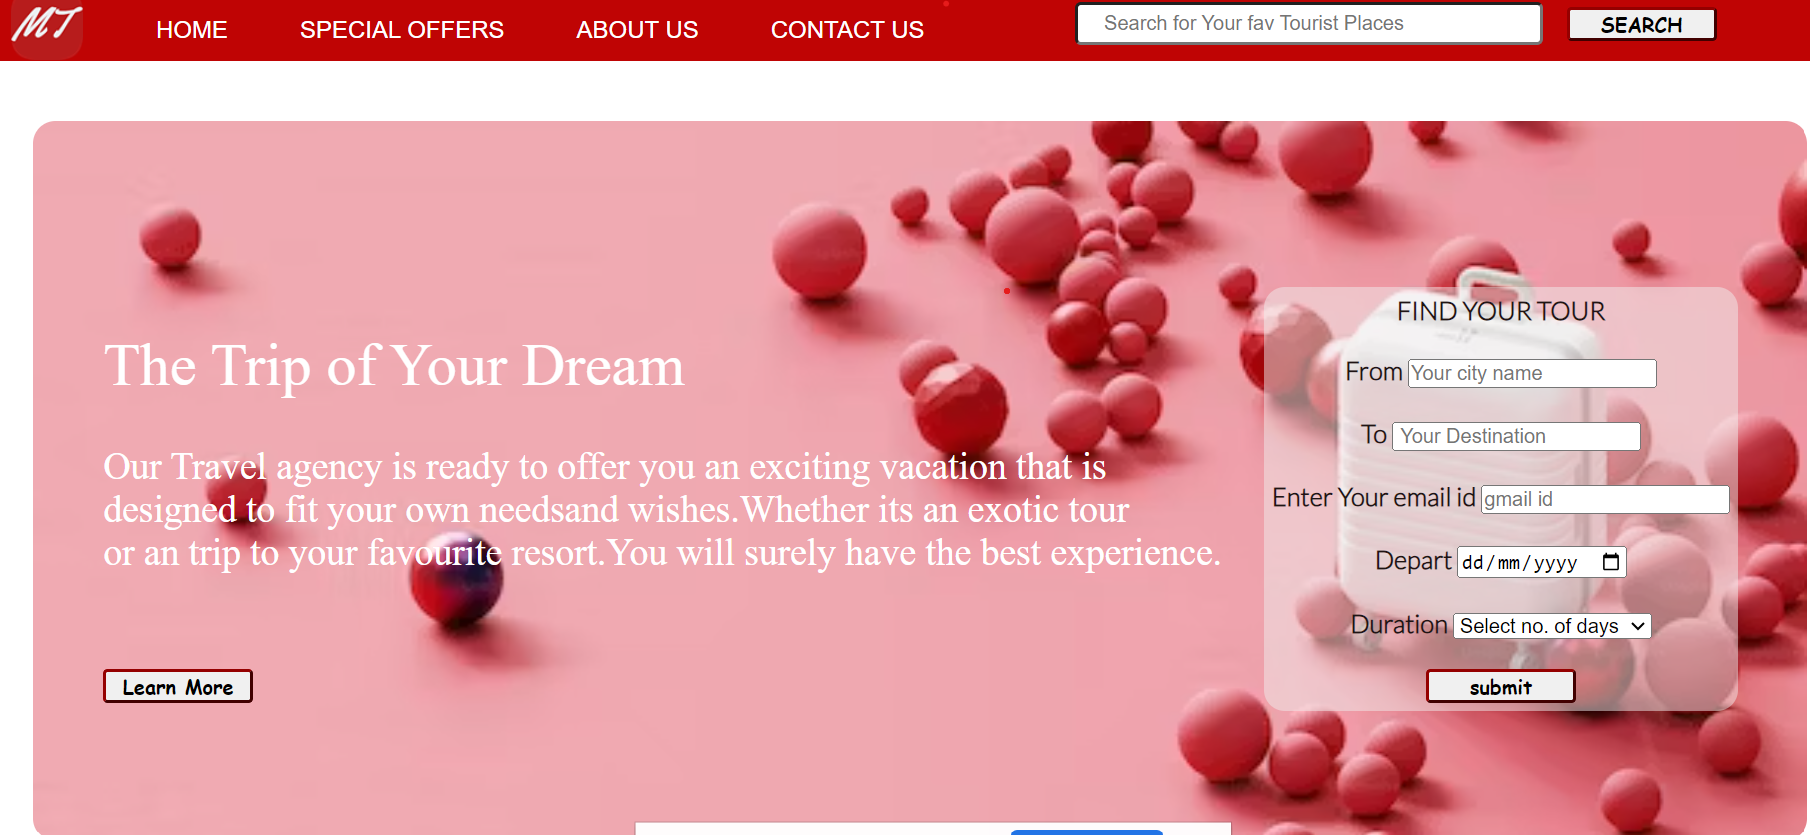 MT HOME SPECIAL OFFERS ABOUT US CONTACT US Search for Your fav Tourist Places SEARCH
The Trip of Your Dream
Our Travel agency is ready to offer you an exciting vacation that is
designed to fit your own needsand wishes.Whether its an exotic tour
or an trip to your favourite resort.You will surely have the best experience.
Learn More
FIND YOUR TOUR
From Your city name
To Your Destination
Enter Your email id gmail id
Depart dd/mm/yyyy
Duration Select no. of days
submit